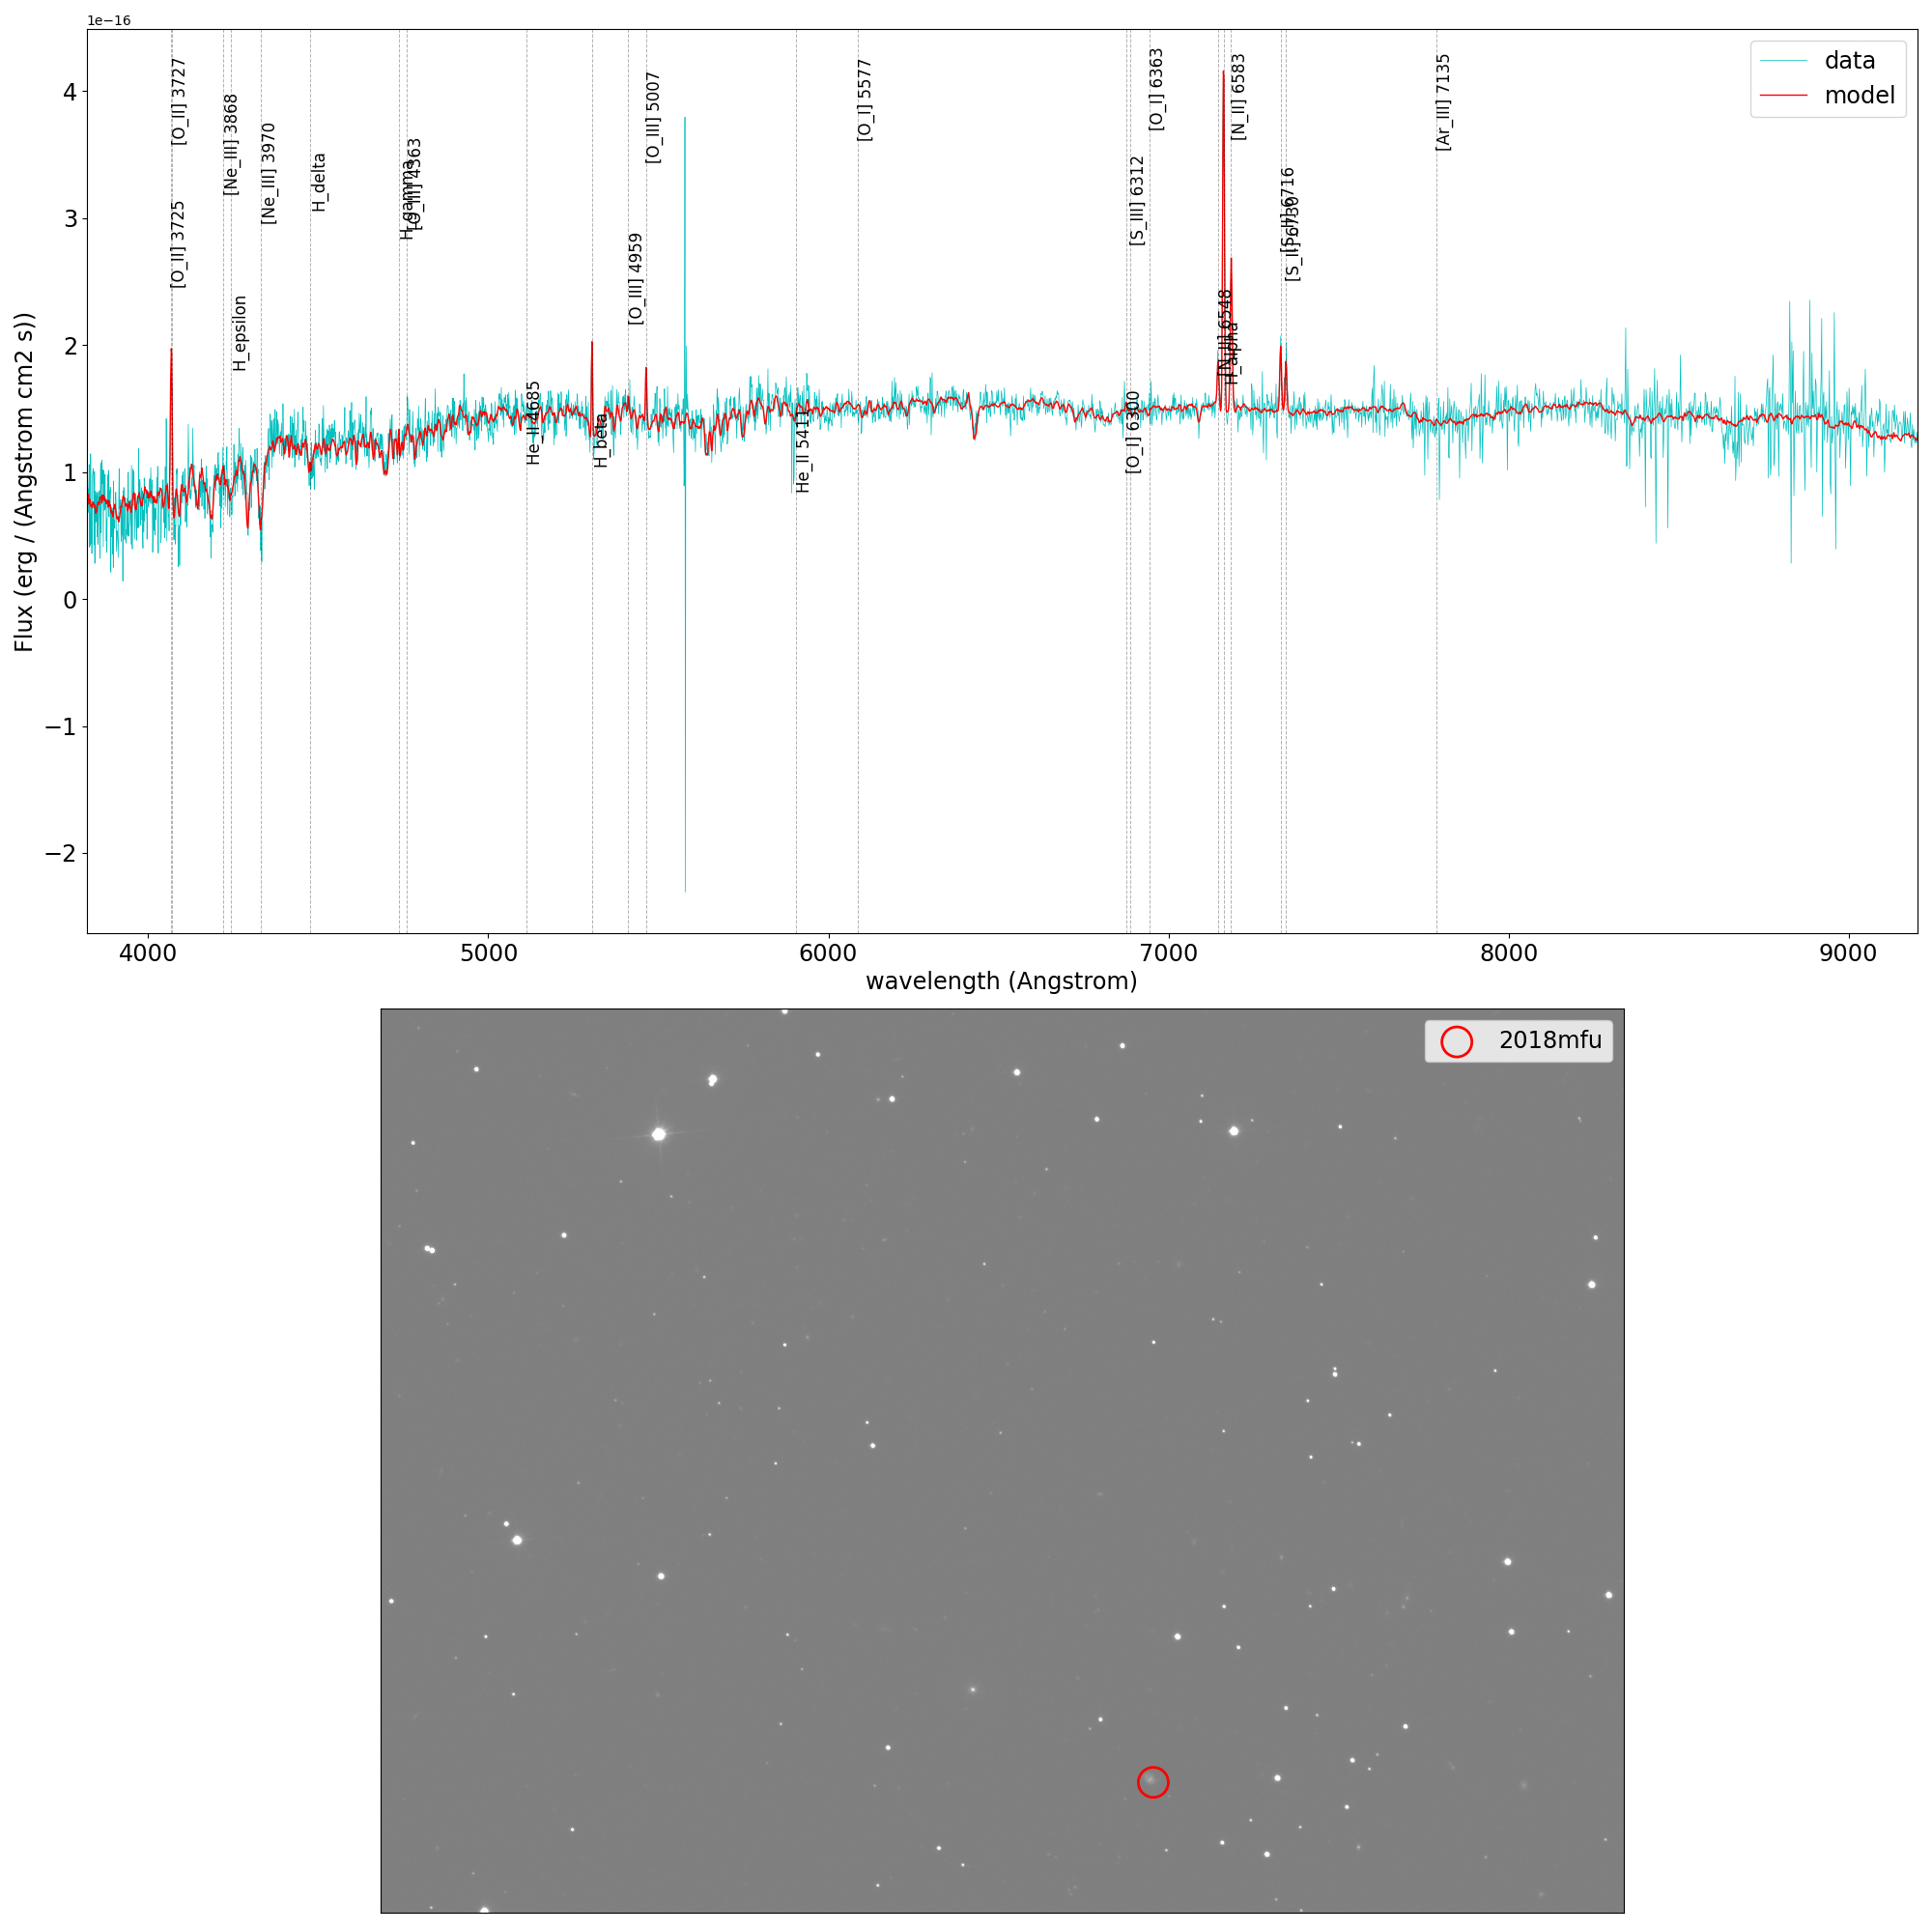 1e−16
Flux (erg / (Angstrom cm2 s))
4
3
2
1
0
−1
−2
data
model
[O_II] 3727
[O_II] 3725
[Ne_III] 3868
H_epsilon
[Ne_III] 3970
H_delta
H_gamma
[O_III] 4363
He_II 4685
H_beta
[O_III] 4959
[O_III] 5007
He_II 5411
[O_I] 5577
[O_I] 6300
[S_III] 6312
[O_I] 6363
[N_II] 6548
H_alpha
[N_II] 6583
[S_II] 6716
[S_II] 6730
[Ar_III] 7135
4000
5000
6000
7000
8000
9000
wavelength (Angstrom)
2018mfu